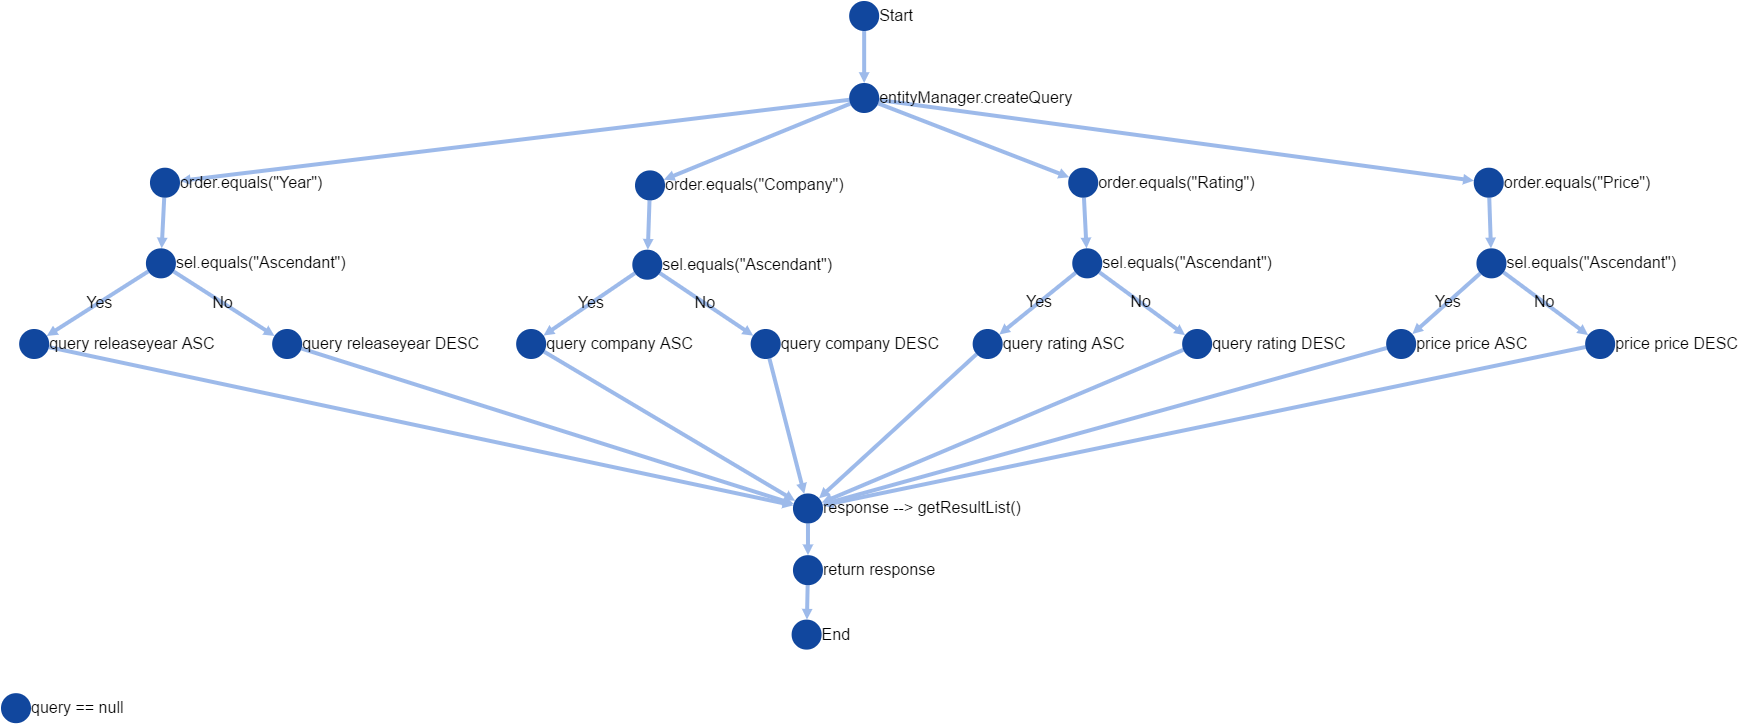 Start
entityManager.createQuery
order.equals("Year")
order.equals("Company")
order.equals("Rating")
order.equals("Price")
sel.equals("Ascendant")
sel.equals("Ascendant")
sel.equals("Ascendant")
sel.equals("Ascendant")
Yes
No
Yes
No
Yes
No
Yes
No
query releaseyear ASC
query releaseyear DESC
query company ASC
query company DESC
query rating ASC
query rating DESC
price price ASC
price price DESC
response --> getResultList()
return response
End
query == null